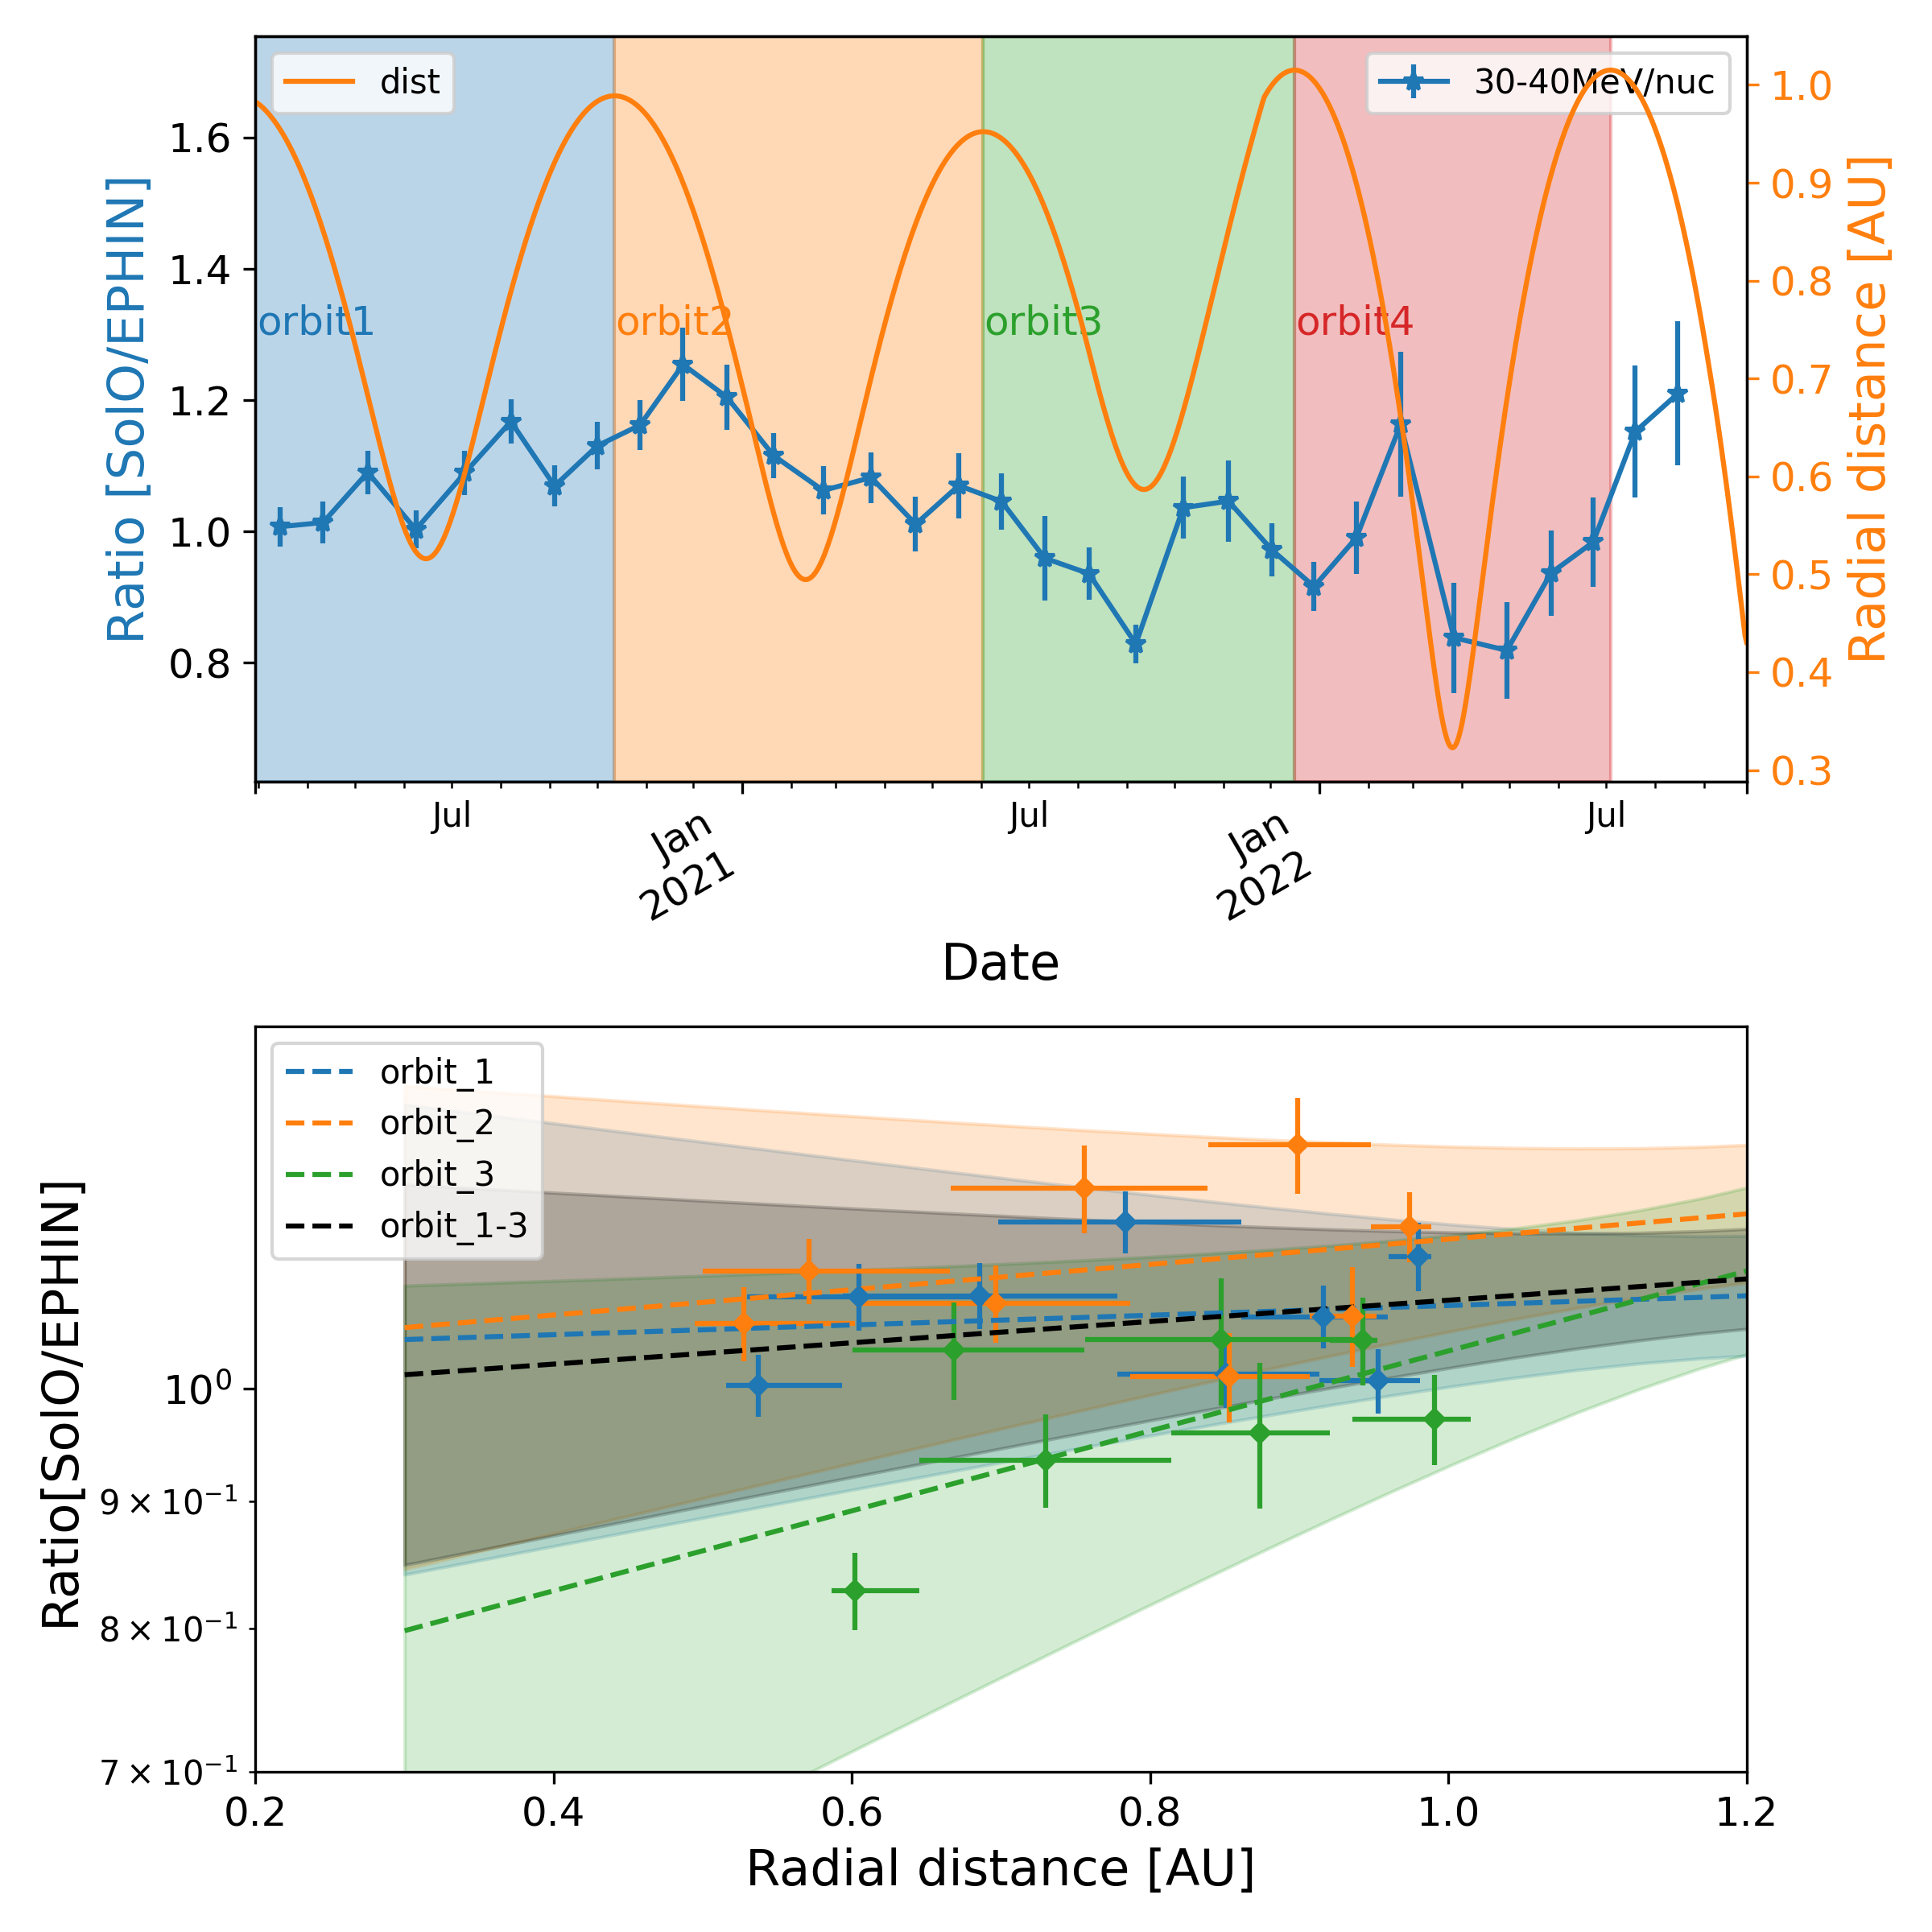 dist
30-40MeV/nuc
1.6
1.4
1.2
1.0
0.8
Ratio [SolO/EPHIN]
orbit1
orbit2
orbit3
orbit4
1.0
0.9
0.8
0.7
0.6
0.5
0.4
0.3
Radial distance [AU]
Jul
Jan
2021
Jul
Jan
2022
Jul
Date
orbit_1
orbit_2
orbit_3
orbit_1-3
Ratio[SolO/EPHIN]
10⁰
9 × 10⁻¹
8 × 10⁻¹
7 × 10⁻¹
0.2 0.4 0.6 0.8 1.0 1.2
Radial distance [AU]